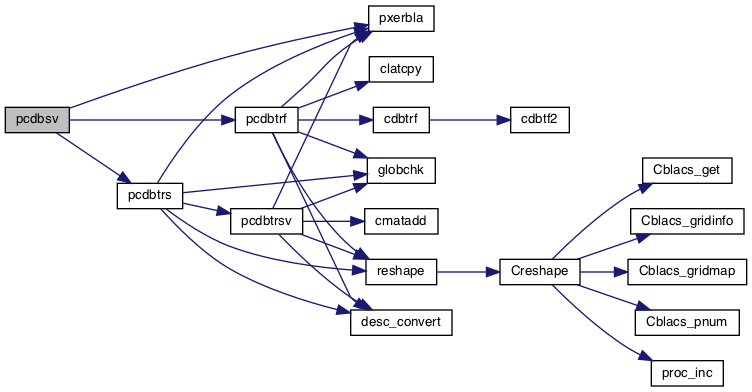 pxerbla
clatcpy
pcdbsv
pcdbtrf
cdbtrf
cdbtf2
globchk
Cblacs_get
pcdbtrs
pcdbtrsv
cmatadd
Cblacs_gridinfo
reshape
Creshape
Cblacs_gridmap
desc_convert
Cblacs_pnum
proc_inc